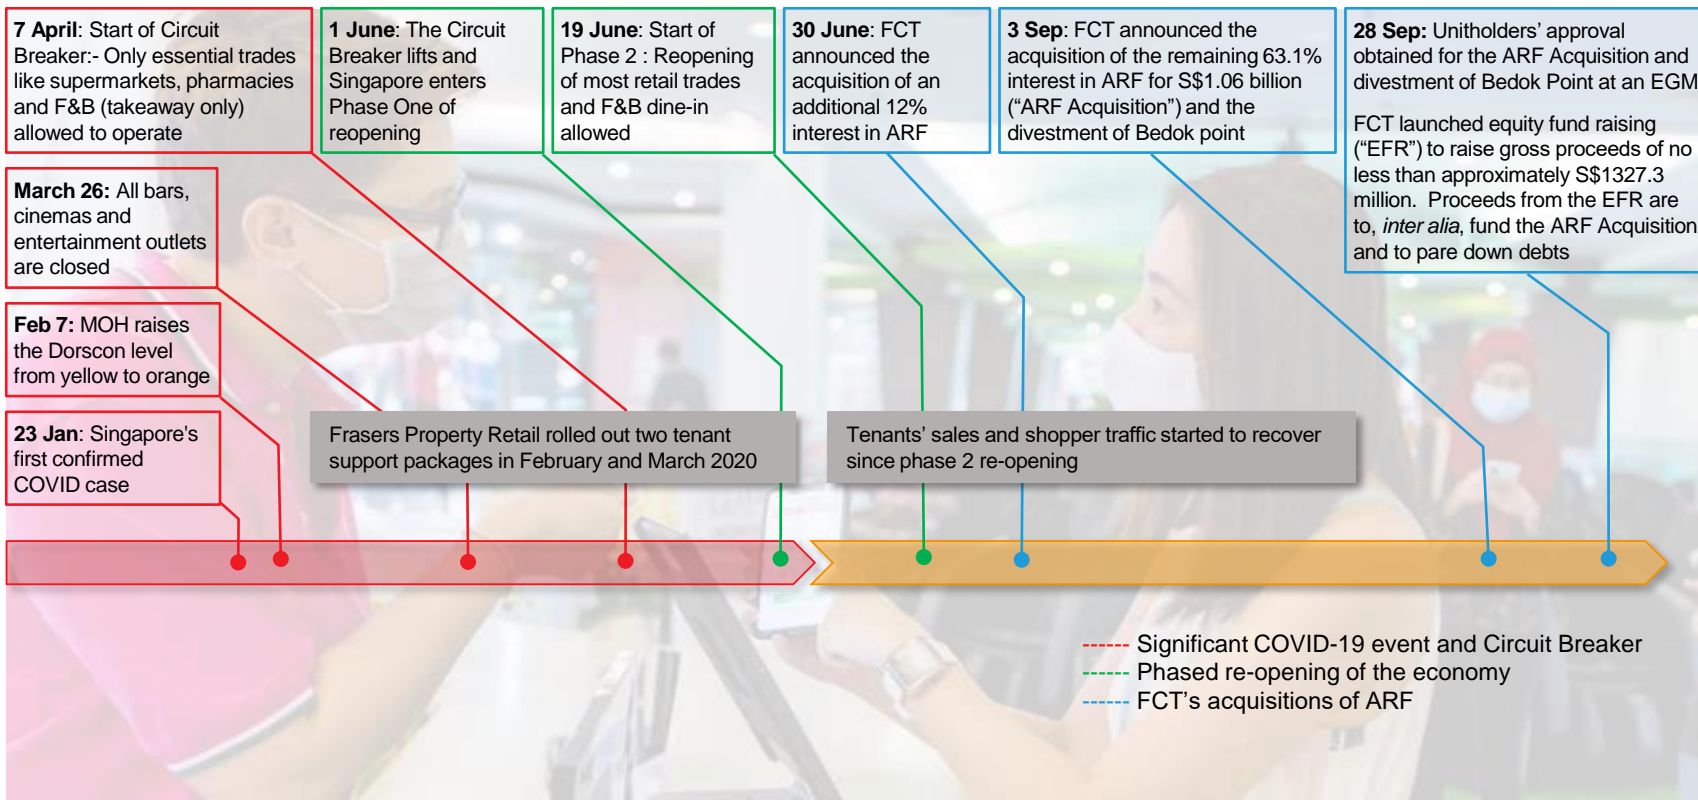 7 April: Start of Circuit
Breaker:- Only essential trades
like supermarkets, pharmacies
and F&B (takeaway only)
allowed to operate
1 June: The Circuit
Breaker lifts and
Singapore enters
Phase One of
reopening
19 June: Start of
Phase 2 : Reopening
of most retail trades
and F&B dine-in
allowed
30 June: FCT
announced the
acquisition of an
additional 12%
interest in ARF
3 Sep: FCT announced the
acquisition of the remaining 63.1%
interest in ARF for S$1.06 billion
(“ARF Acquisition”) and the
divestment of Bedok point
28 Sep: Unitholders’ approval
obtained for the ARF Acquisition and
divestment of Bedok Point at an EGM
FCT launched equity fund raising
(“EFR”) to raise gross proceeds of no
less than approximately S$1327.3
million. Proceeds from the EFR are
to, inter alia, fund the ARF Acquisition
and to pare down debts
March 26: All bars,
cinemas and
entertainment outlets
are closed
Feb 7: MOH raises
the Dorscon level
from yellow to orange
23 Jan: Singapore's
first confirmed
COVID case
Frasers Property Retail rolled out two tenant
support packages in February and March 2020
Tenants’ sales and shopper traffic started to recover
since phase 2 re-opening
Significant COVID-19 event and Circuit Breaker
Phased re-opening of the economy
FCT’s acquisitions of ARF